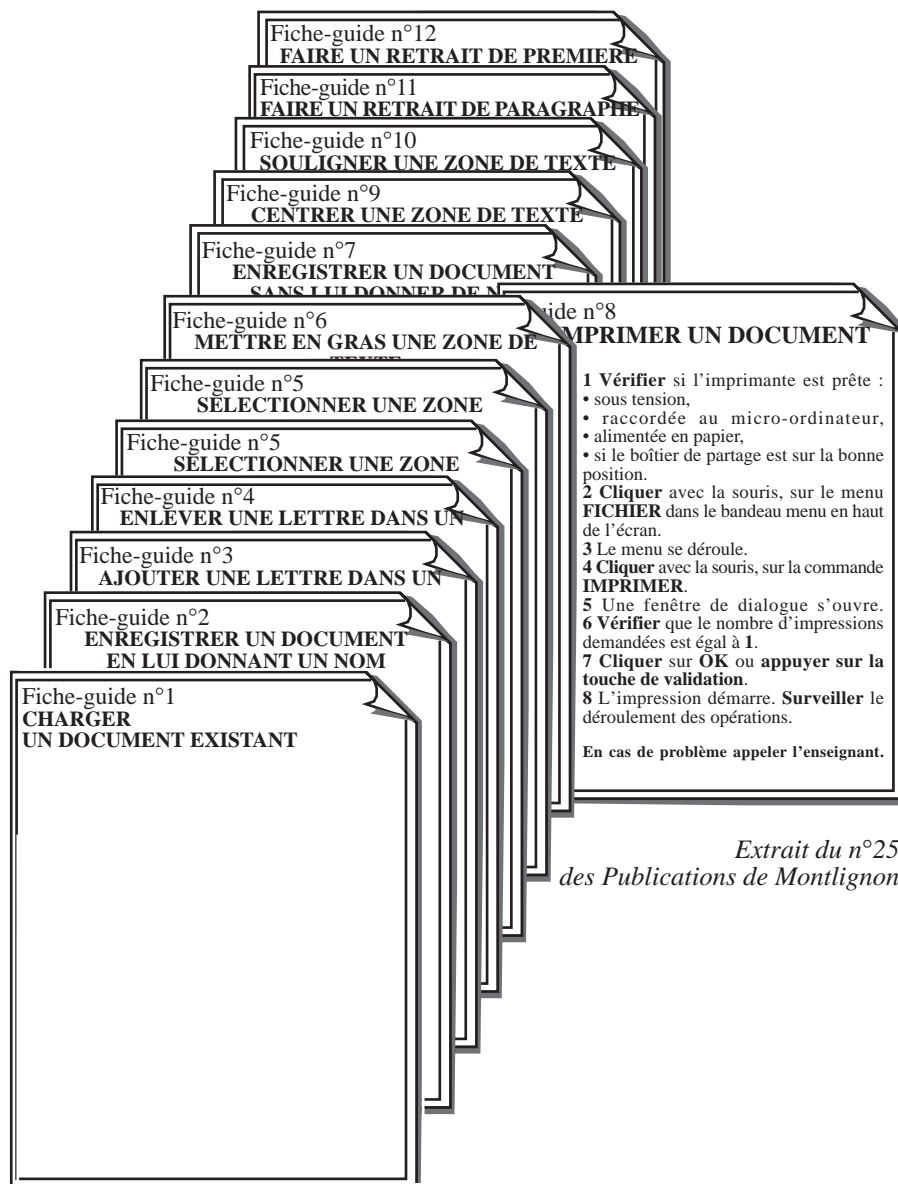 Fiche-guide n°12
FAIRE UN RETRAIT DE PREMIERE
Fiche-guide n°11
FAIRE UN RETRAIT DE PARAGRAPHE
Fiche-guide n°10
SOULIGNER UNE ZONE DE TEXTE
Fiche-guide n°9
CENTRER UNE ZONE DE TEXTE
Fiche-guide n°7
ENREGISTRER UN DOCUMENT
SANS LUI DONNER DE
Fiche-guide n°6
METTRE EN GRAS UNE ZONE DE
TEXTE
Fiche-guide n°5
SELECTIONNER UNE ZONE
Fiche-guide n°5
SELECTIONNER UNE ZONE
Fiche-guide n°4
ENLEVER UNE LETTRE DANS UN
Fiche-guide n°3
AJOUTER UNE LETTRE DANS UN
Fiche-guide n°2
ENREGISTRER UN DOCUMENT
EN LUI DONNANT UN NOM
Fiche-guide n°1
CHARGER
UN DOCUMENT EXISTANT
uide n°8
MPRIMER UN DOCUMENT
1 Vérifier si l'imprimante est prête :
• sous tension,
• raccordée au micro-ordinateur,
• alimentée en papier,
• si le boîtier de partage est sur la bonne
position.
2 Cliquer avec la souris, sur le menu
FICHIER dans le bandeau menu en haut
de l'écran.
3 Le menu se déroule.
4 Cliquer avec la souris, sur la commande
IMPRIMER.
5 Une fenêtre de dialogue s'ouvre.
6 Vérifier que le nombre d'impressions
demandées est égal à 1.
7 Cliquer sur OK ou appuyer sur la
touche de validation.
8 L'impression démarre. Surveiller le
déroulement des opérations.
En cas de problème appeler l'enseignant.
Extrait du n°25
des Publications de Montlignon